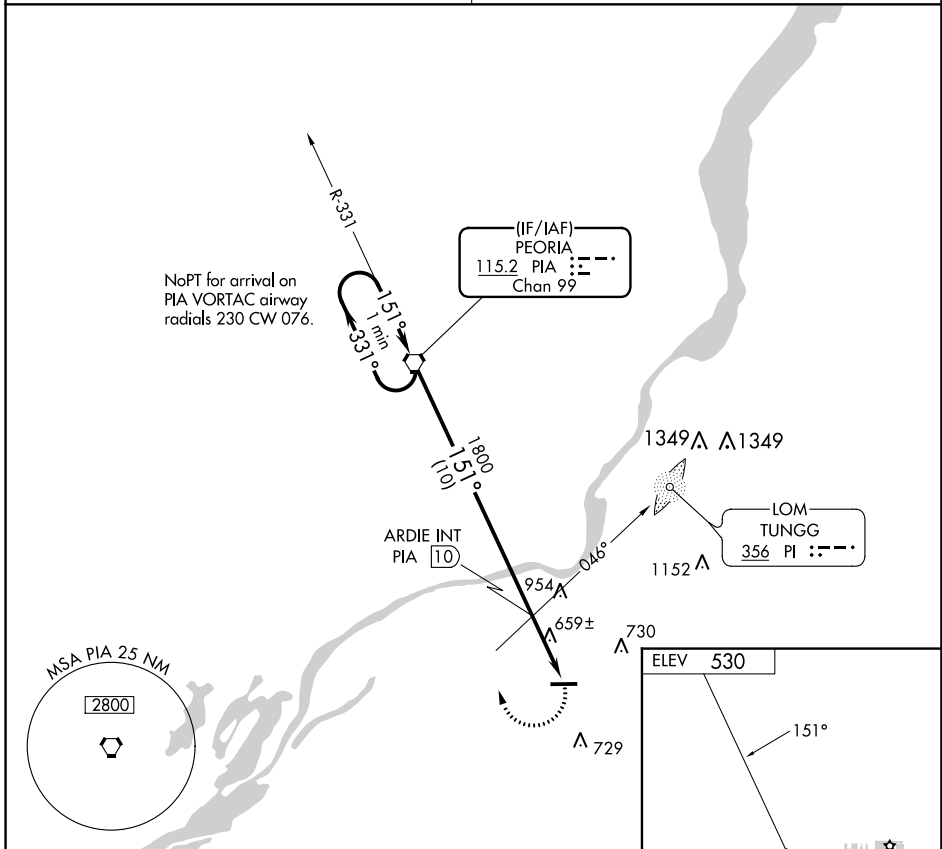 R-331
(IF/IAF)
PEORIA
115.2 PIA
Chan 99
NoPT for arrival on
PIA VORTAC airway
radials 230 CW 076.
151°
1 min
331°
1800
151°
(10)
1349 1349
LOM
TUNGG
356 PI
ARDIE INT
PIA 10
046°
1152
954
659±
730
MSA PIA 25 NM
2800
729
ELEV 530
151°